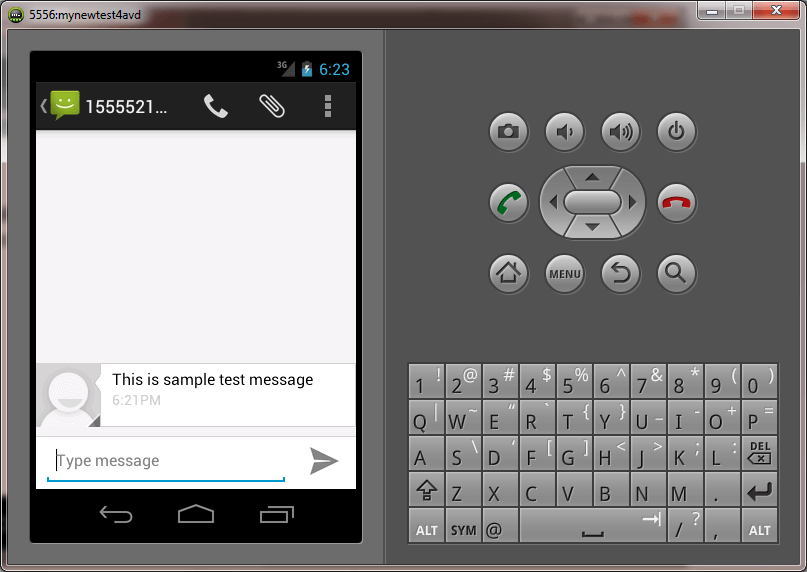 5556:mynewtest4avd
3G 6:23
1555521...
This is sample test message
6:21PM
Type message
MENU
1 ! 2 @ 3 # 4 $ 5 % 6 ^ 7 & 8 * 9 ( 0 )
Q | W ~ E “ R ` T { Y } U _ I - O + P =
A S \ D ‘ F [ G ] H < J > K ; L : DEL
Z X C V B N M .
ALT SYM @ / ? , ALT